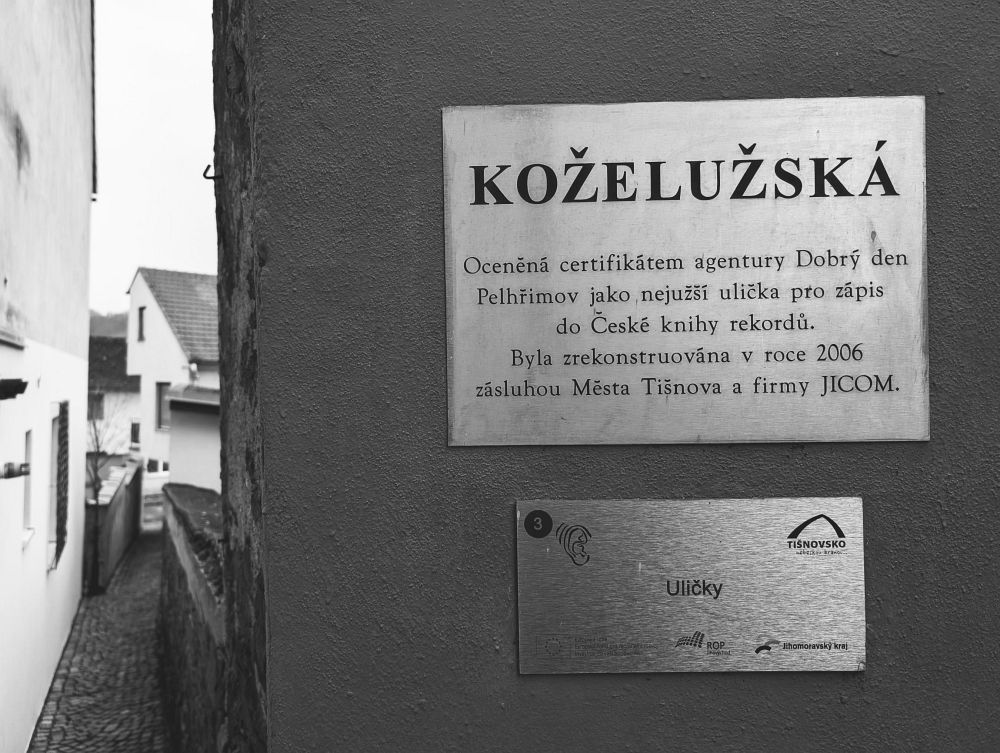 KOŽELUŽSKÁ
Oceněná certifikátem agentury Dobrý den
Pelhřimov jako nejužší ulička pro zápis
do České knihy rekordů.
Byla zrekonstruována v roce 2006
zásluhou Města Tišnova a firmy JICOM.
3
TIŠNOVSKO
Uličky
ROP
Jihomoravský kraj